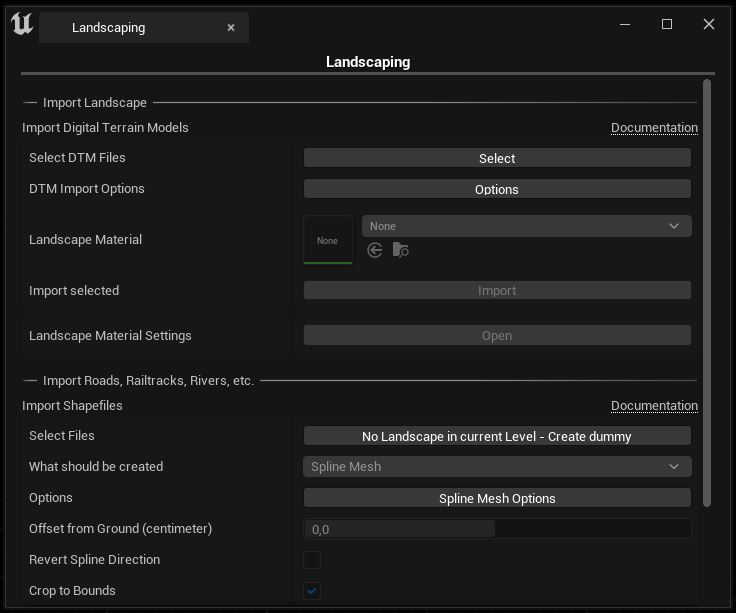 Landscaping
Landscaping
Import Landscape
Import Digital Terrain Models Documentation
Select DTM Files Select
DTM Import Options Options
Landscape Material None None
Import selected Import
Landscape Material Settings Open
Import Roads, Railtracks, Rivers, etc.
Import Shapefiles Documentation
Select Files No Landscape in current Level - Create dummy
What should be created Spline Mesh
Options Spline Mesh Options
Offset from Ground (centimeter) 0,0
Revert Spline Direction
Crop to Bounds